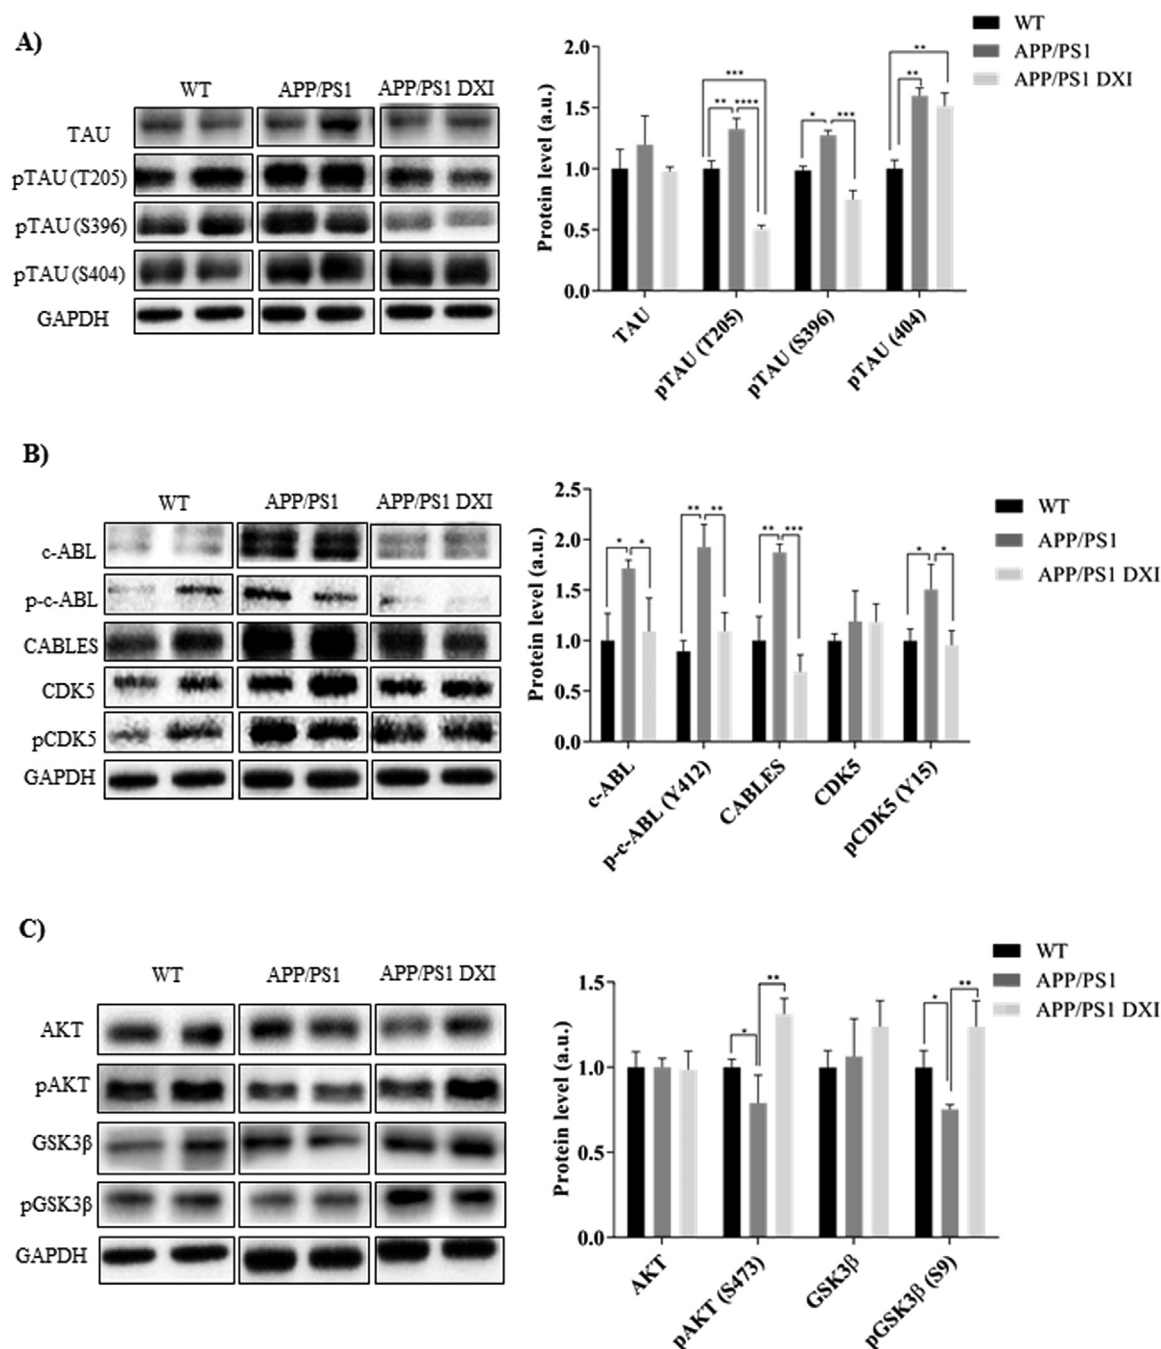 A)
WT APP/PS1 APP/PS1 DXI
TAU
pTAU (T205)
pTAU (S396)
pTAU (S404)
GAPDH
WT
APP/PS1
APP/PS1 DXI
Protein level (a.u.)
2.0
1.5
1.0
0.5
0.0
*** ** **** * *** ** **
TAU
pTAU (T205)
pTAU (S396)
pTAU (404)
B)
WT APP/PS1 APP/PS1 DXI
c-ABL
p-c-ABL
CABLES
CDK5
pCDK5
GAPDH
WT
APP/PS1
APP/PS1 DXI
Protein level (a.u.)
2.5
2.0
1.5
1.0
0.5
0.0
* * ** ** ** *** * *
c-ABL
p-c-ABL (Y412)
CABLES
CDK5
pCDK5 (Y15)
C)
WT APP/PS1 APP/PS1 DXI
AKT
pAKT
GSK3β
pGSK3β
GAPDH
WT
APP/PS1
APP/PS1 DXI
Protein level (a.u.)
1.5
1.0
0.5
0.0
* ** * **
AKT
pAKT (S473)
GSK3β
pGSK3β (S9)